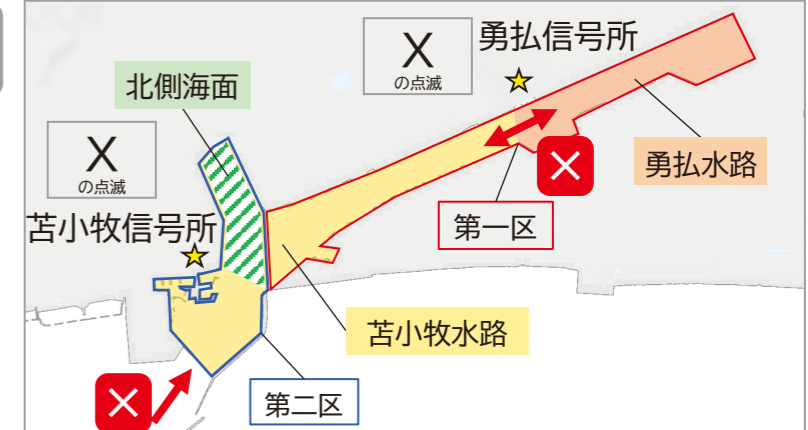 X
の点滅
勇払信号所
北側海面
X
の点滅
勇払水路
苫小牧信号所
第一区
苫小牧水路
第二区